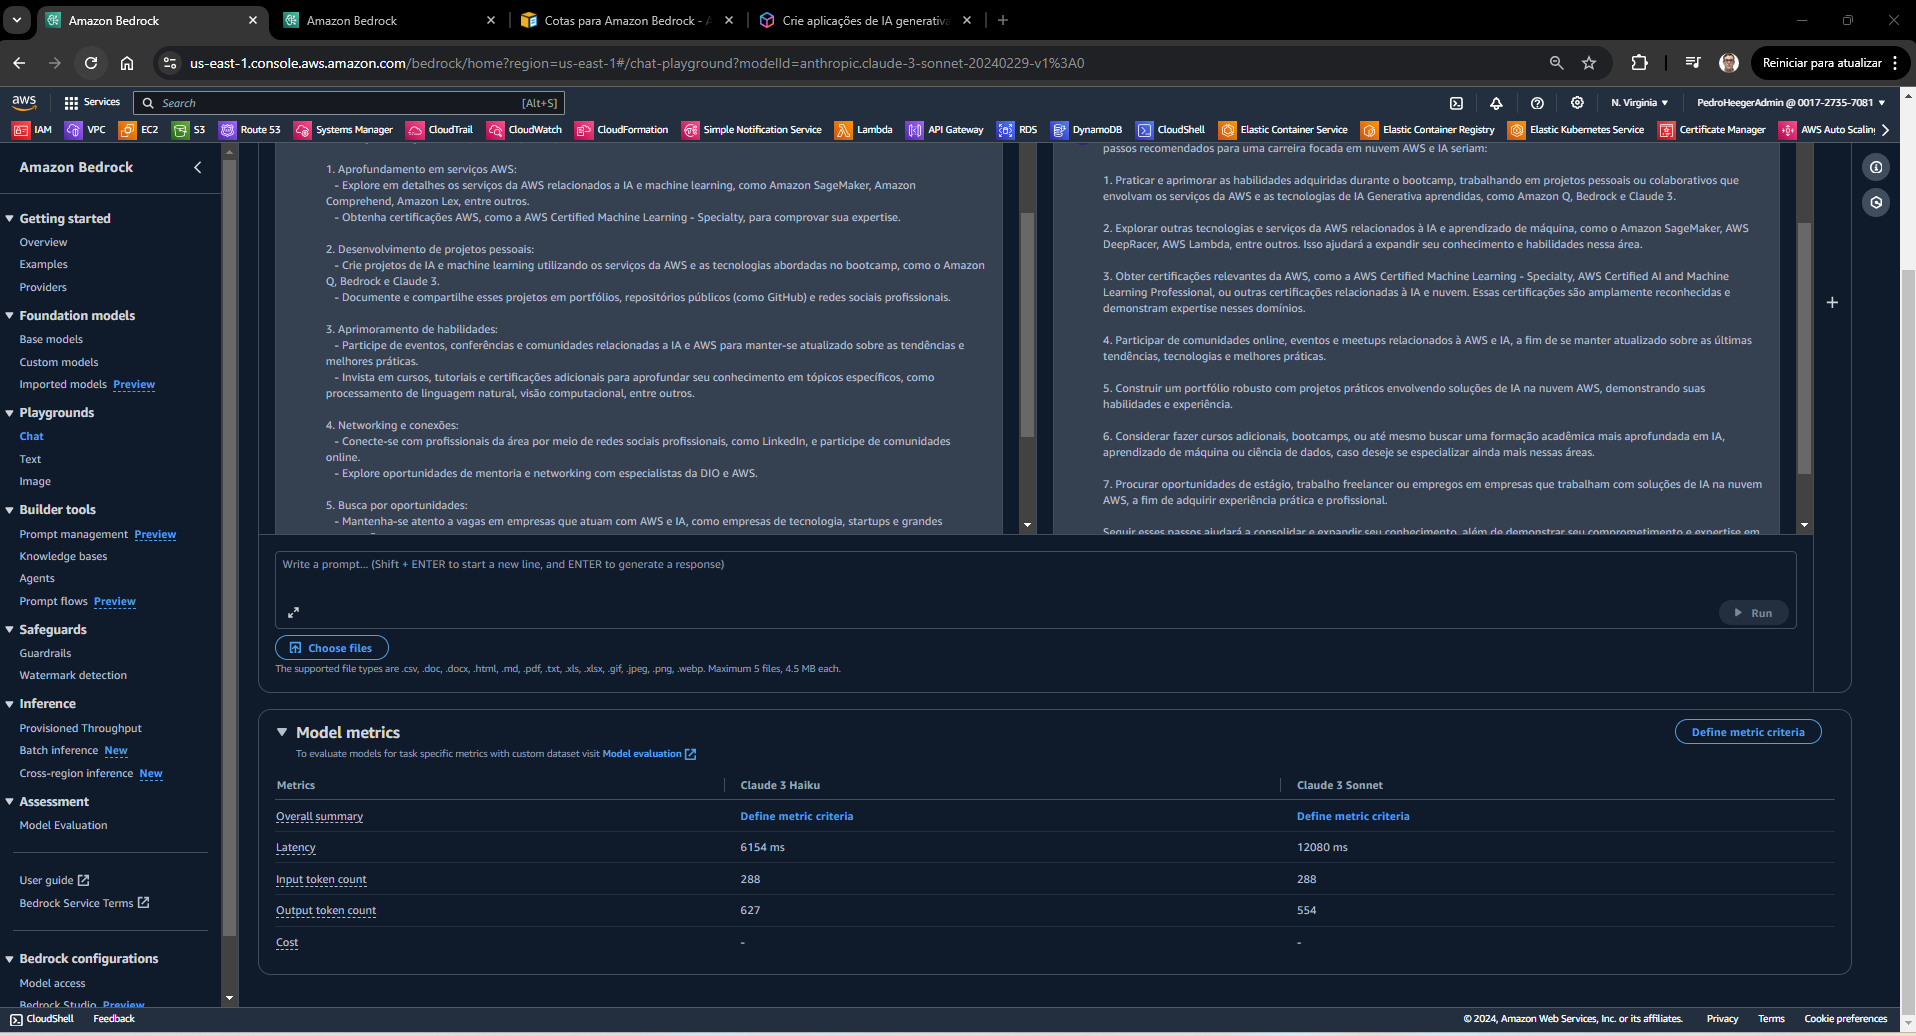 Amazon Bedrock
Amazon Bedrock
Cotas para Amazon Bedrock - A
Crie aplicações de IA generativa
us-east-1.console.aws.amazon.com/bedrock/home?region=us-east-1#/chat-playground?modelId=anthropic.claude-3-sonnet-20240229-v1%3A0
Reiniciar para atualizar
aws
Services
Search
[Alt+S]
N. Virginia
PedroHeegerAdmin @ 0017-2735-7081
IAM
VPC
EC2
S3
Route 53
Systems Manager
CloudTrail
CloudWatch
CloudFormation
Simple Notification Service
Lambda
API Gateway
RDS
DynamoDB
CloudShell
Elastic Container Service
Elastic Container Registry
Elastic Kubernetes Service
Certificate Manager
AWS Auto Scaling
Amazon Bedrock
Getting started
Overview
Examples
Providers
Foundation models
Base models
Custom models
Imported models Preview
Playgrounds
Chat
Text
Image
Builder tools
Prompt management Preview
Knowledge bases
Agents
Prompt flows Preview
Safeguards
Guardrails
Watermark detection
Inference
Provisioned Throughput
Batch inference New
Cross-region inference New
Assessment
Model Evaluation
User guide
Bedrock Service Terms
Bedrock configurations
Model access
Bedrock Studio Preview
1. Aprofundamento em serviços AWS:
- Explore em detalhes os serviços da AWS relacionados a IA e machine learning, como Amazon SageMaker, Amazon
Comprehend, Amazon Lex, entre outros.
- Obtenha certificações AWS, como a AWS Certified Machine Learning - Specialty, para comprovar sua expertise.
2. Desenvolvimento de projetos pessoais:
- Crie projetos de IA e machine learning utilizando os serviços da AWS e as tecnologias abordadas no bootcamp, como o Amazon
Q, Bedrock e Claude 3.
- Documente e compartilhe esses projetos em portfólios, repositórios públicos (como GitHub) e redes sociais profissionais.
3. Aprimoramento de habilidades:
- Participe de eventos, conferências e comunidades relacionadas a IA e AWS para manter-se atualizado sobre as tendências e
melhores práticas.
- Invista em cursos, tutoriais e certificações adicionais para aprofundar seu conhecimento em tópicos específicos, como
processamento de linguagem natural, visão computacional, entre outros.
4. Networking e conexões:
- Conecte-se com profissionais da área por meio de redes sociais profissionais, como LinkedIn, e participe de comunidades
online.
- Explore oportunidades de mentoria e networking com especialistas da DIO e AWS.
5. Busca por oportunidades:
- Mantenha-se atento a vagas em empresas que atuam com AWS e IA, como empresas de tecnologia, startups e grandes
passos recomendados para uma carreira focada em nuvem AWS e IA seriam:
1. Praticar e aprimorar as habilidades adquiridas durante o bootcamp, trabalhando em projetos pessoais ou colaborativos que
envolvam os serviços da AWS e as tecnologias de IA Generativa aprendidas, como Amazon Q, Bedrock e Claude 3.
2. Explorar outras tecnologias e serviços da AWS relacionados à IA e aprendizado de máquina, como o Amazon SageMaker, AWS
DeepRacer, AWS Lambda, entre outros. Isso ajudará a expandir seu conhecimento e habilidades nessa área.
3. Obter certificações relevantes da AWS, como a AWS Certified Machine Learning - Specialty, AWS Certified AI and Machine
Learning Professional, ou outras certificações relacionadas à IA e nuvem. Essas certificações são amplamente reconhecidas e
demonstram expertise nesses domínios.
4. Participar de comunidades online, eventos e meetups relacionados à AWS e IA, a fim de se manter atualizado sobre as últimas
tendências, tecnologias e melhores práticas.
5. Construir um portfólio robusto com projetos práticos envolvendo soluções de IA na nuvem AWS, demonstrando suas
habilidades e experiência.
6. Considerar fazer cursos adicionais, bootcamps, ou até mesmo buscar uma formação acadêmica mais aprofundada em IA,
aprendizado de máquina ou ciência de dados, caso deseje se especializar ainda mais nessas áreas.
7. Procurar oportunidades de estágio, trabalho freelancer ou empregos em empresas que trabalham com soluções de IA na nuvem
AWS, a fim de adquirir experiência prática e profissional.
Seguir esses passos ajudará a consolidar e expandir seu conhecimento, além de demonstrar seu comprometimento e expertise em
Write a prompt... (Shift + ENTER to start a new line, and ENTER to generate a response)
Run
Choose files
The supported file types are .csv, .doc, .docx, .html, .md, .pdf, .txt, .xls, .xlsx, .gif, .jpeg, .png, .webp. Maximum 5 files, 4.5 MB each.
Model metrics
Define metric criteria
To evaluate models for task specific metrics with custom dataset visit Model evaluation
Metrics Claude 3 Haiku Claude 3 Sonnet
Overall summary Define metric criteria Define metric criteria
Latency 6154 ms 12080 ms
Input token count 288 288
Output token count 627 554
Cost - -
CloudShell
Feedback
© 2024, Amazon Web Services, Inc. or its affiliates.
Privacy
Terms
Cookie preferences